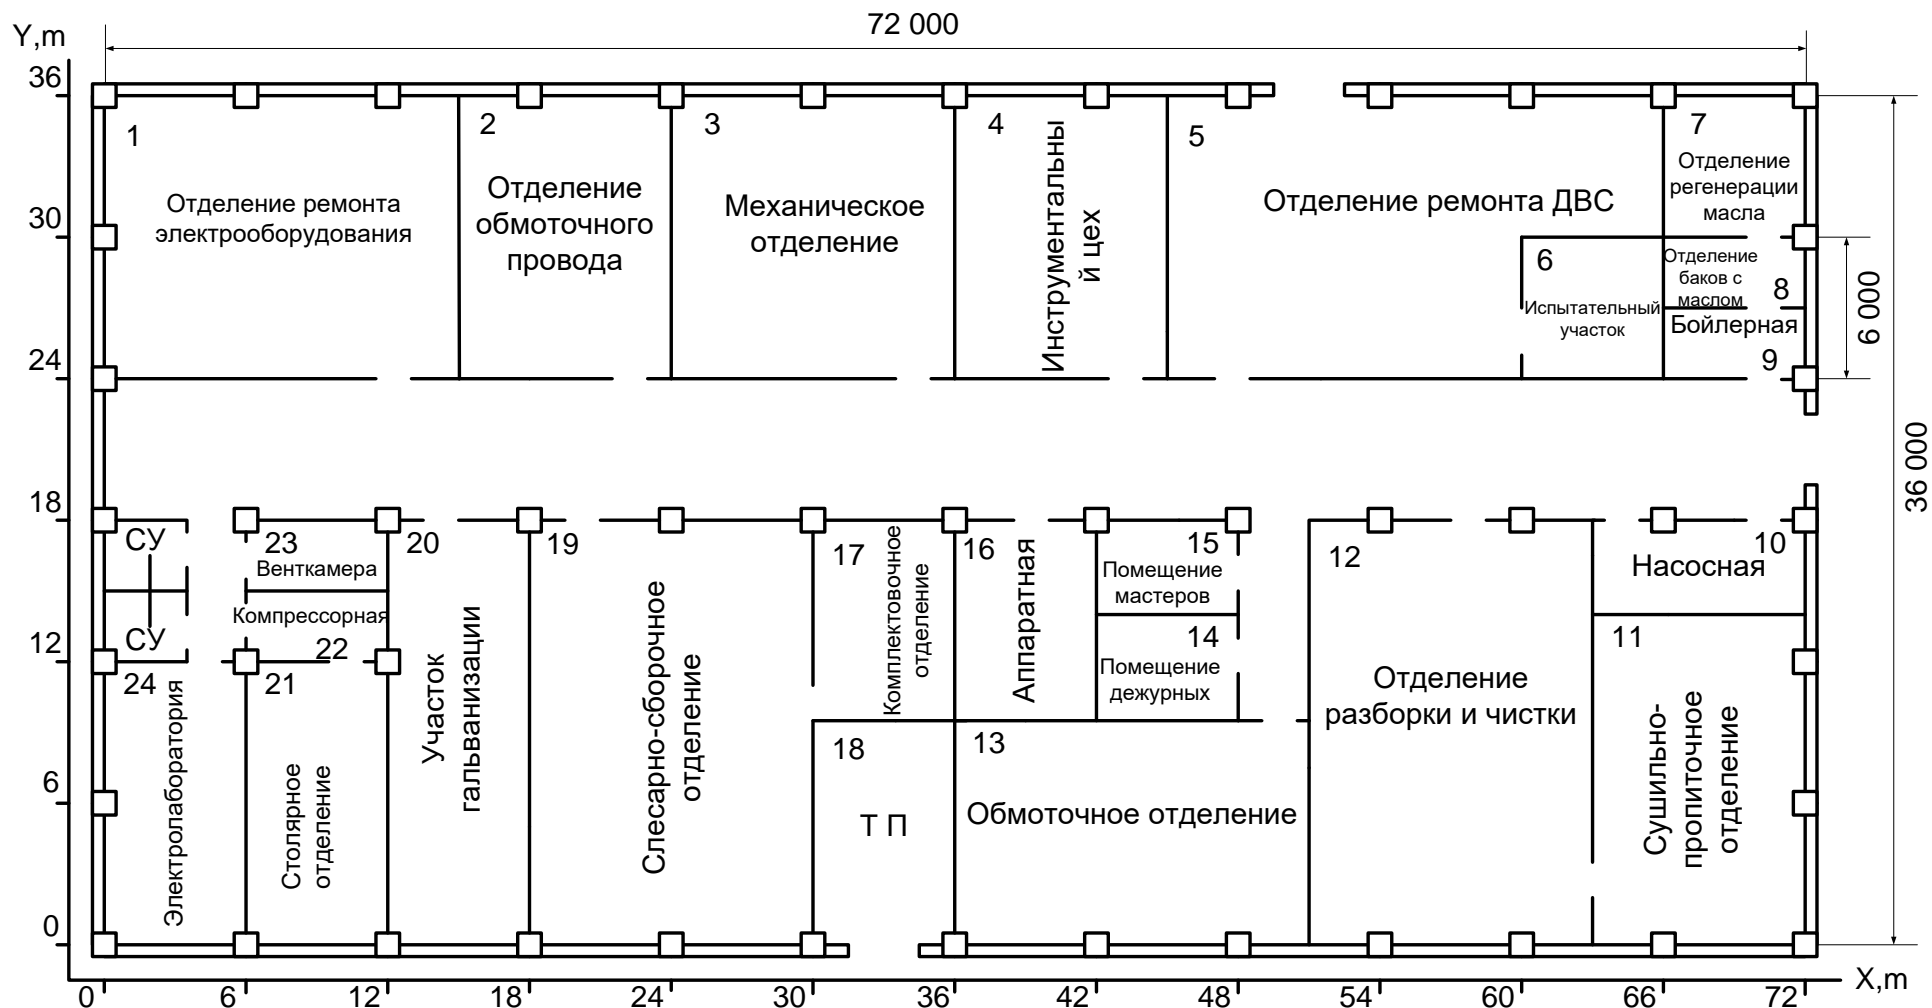 72 000
Y,m
36
30
24
18
12
6
0
1
Отделение ремонта
электрооборудования
2
Отделение
обмоточного
провода
3
Механическое
отделение
4
Инструментальны
й цех
5
Отделение ремонта ДВС
6
Испытательный
участок
7
Отделение
регенерации
масла
Отделение
баков с
маслом
8
Бойлерная
9
6 000
36 000
СУ
СУ
23
Венткамера
Компрессорная
22
20
Участок
гальванизации
19
Слесарно-сборочное
отделение
17
Комплектовочное
отделение
16
Аппаратная
15
Помещение
мастеров
14
Помещение
дежурных
12
Отделение
разборки и чистки
10
Насосная
11
Сушильно-
пропиточное
отделение
24
Электролаборатория
21
Столярное
отделение
18
Т П
13
Обмоточное отделение
0
6
12
18
24
30
36
42
48
54
60
66
72
X,m